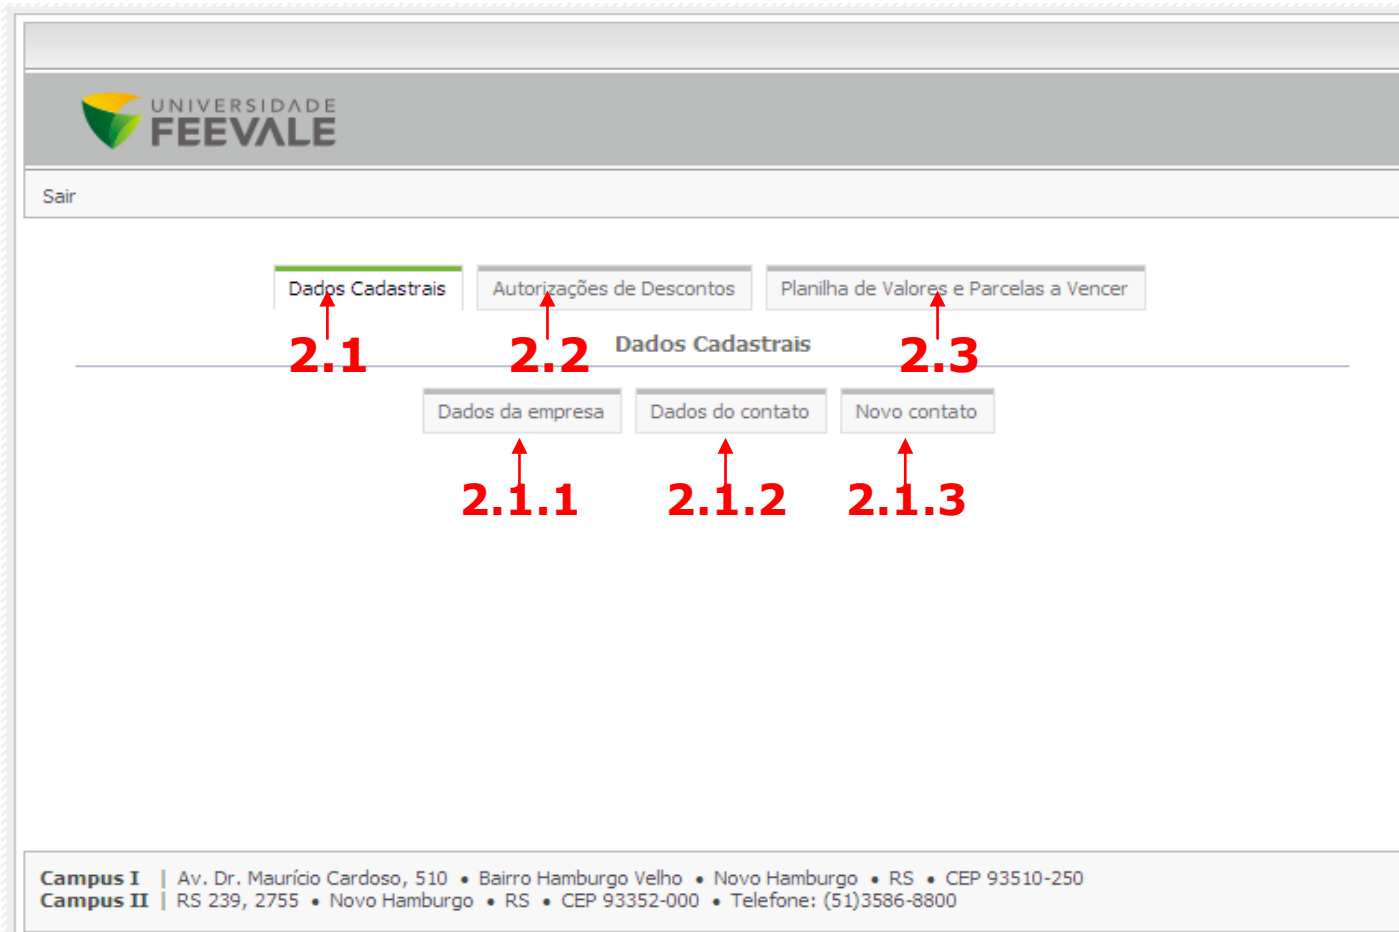 UNIVERSIDADE
FEEVALE
Sair
Dados Cadastrais Autorizações de Descontos Planilha de Valores e Parcelas a Vencer
2.1 2.2 Dados Cadastrais 2.3
Dados da empresa Dados do contato Novo contato
2.1.1 2.1.2 2.1.3
Campus I | Av. Dr. Maurício Cardoso, 510 • Bairro Hamburgo Velho • Novo Hamburgo • RS • CEP 93510-250
Campus II | RS 239, 2755 • Novo Hamburgo • RS • CEP 93352-000 • Telefone: (51)3586-8800